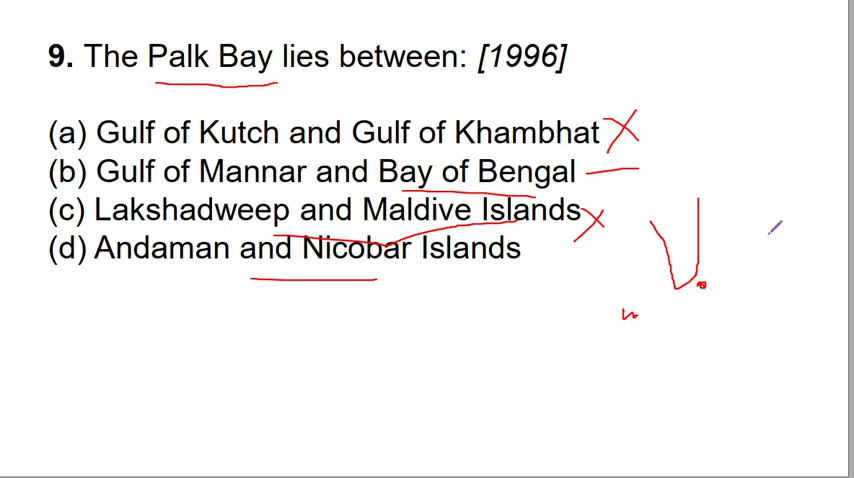 9. The Palk Bay lies between: [1996]
(a) Gulf of Kutch and Gulf of Khambhat
(b) Gulf of Mannar and Bay of Bengal
(c) Lakshadweep and Maldive Islands
(d) Andaman and Nicobar Islands